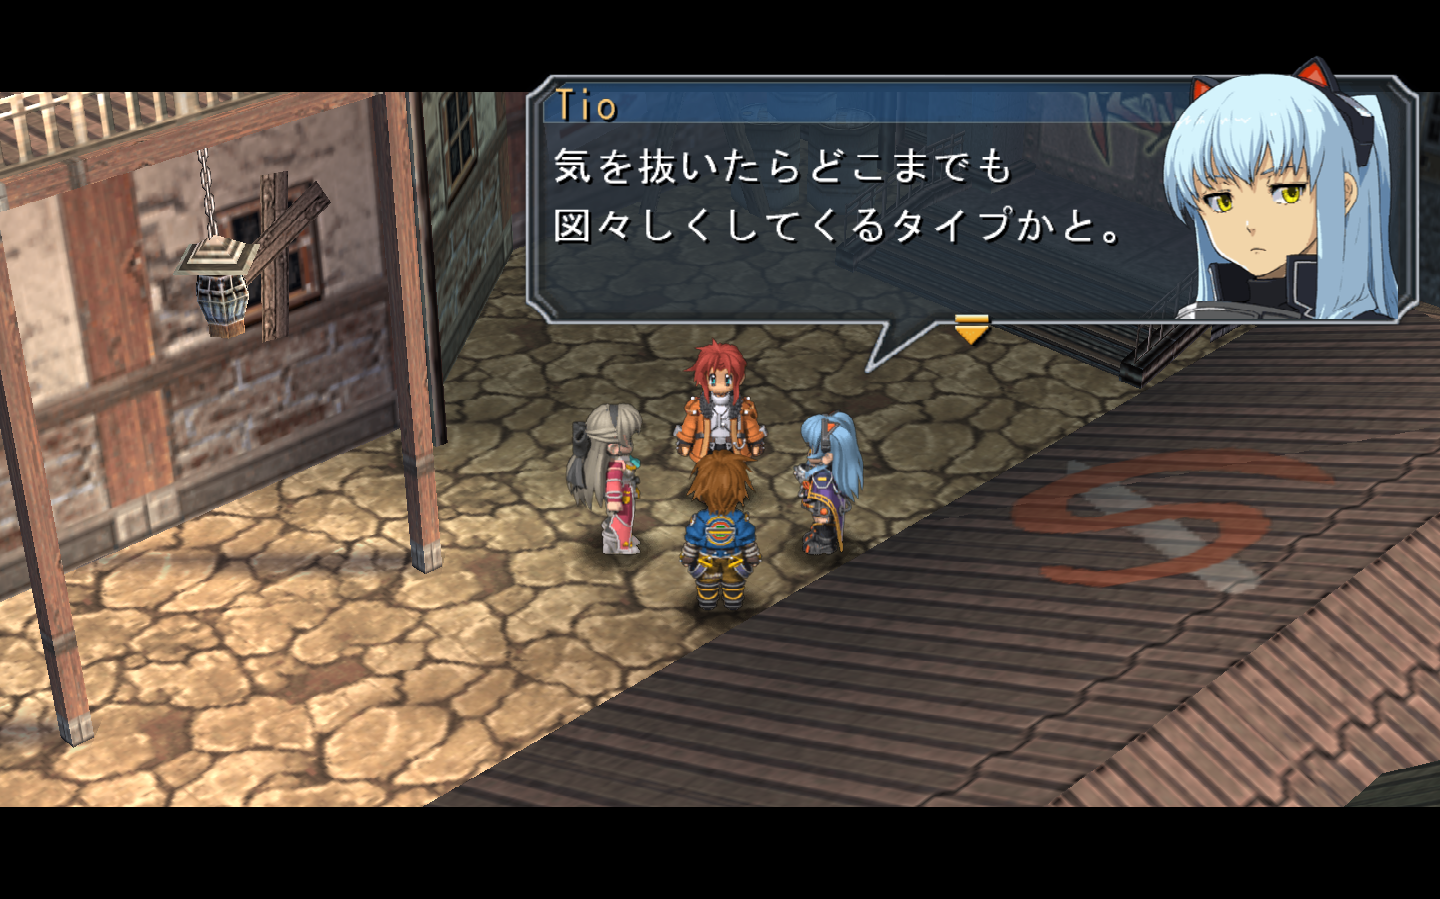 Tio
気を抜いたらどこまでも
図々しくしてくるタイプかと。